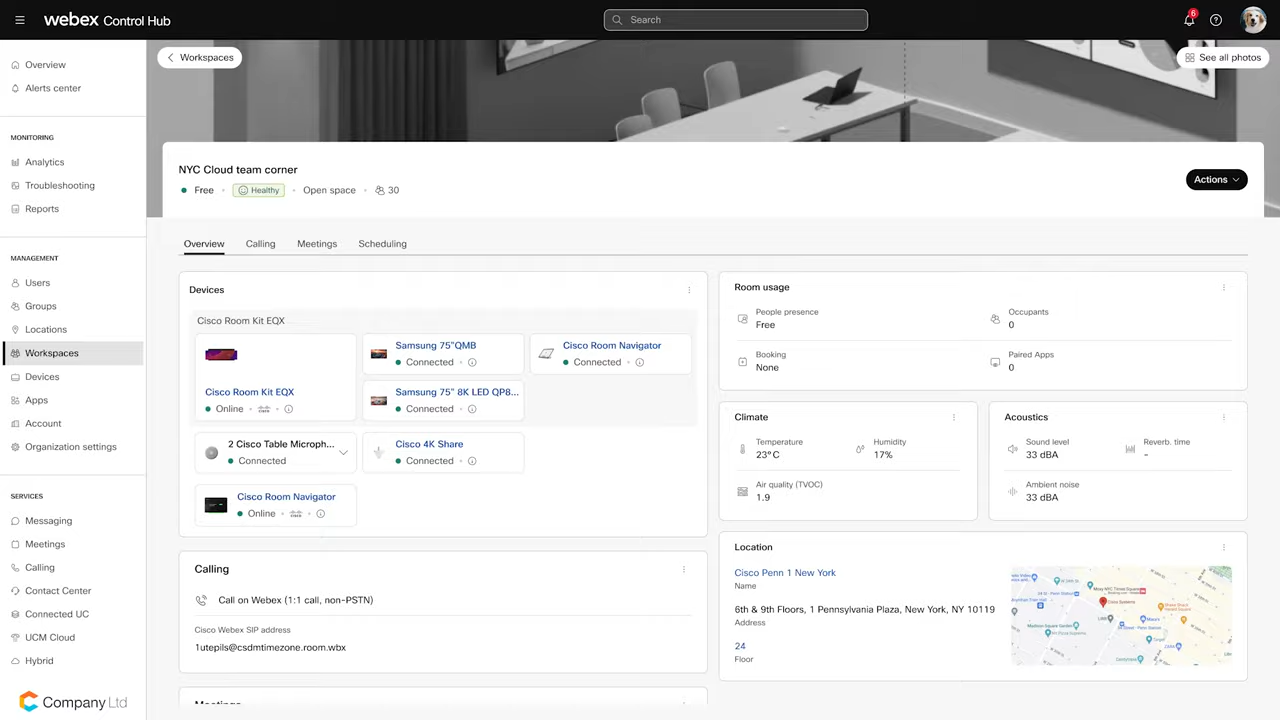 webex Control Hub
Search
6
Workspaces
See all photos
Overview
Alerts center
MONITORING
Analytics
Troubleshooting
Reports
MANAGEMENT
Users
Groups
Locations
Workspaces
Devices
Apps
Account
Organization settings
SERVICES
Messaging
Meetings
Calling
Contact Center
Connected UC
UCM Cloud
Hybrid
Company Ltd
NYC Cloud team corner
Free
Healthy
Open space
30
Actions
Overview
Calling
Meetings
Scheduling
Devices
Cisco Room Kit EQX
Cisco Room Kit EQX
Online
Samsung 75"QMB
Connected
Cisco Room Navigator
Connected
Samsung 75" 8K LED QP8...
Connected
2 Cisco Table Microph...
Connected
Cisco 4K Share
Connected
Cisco Room Navigator
Online
Calling
Call on Webex (1:1 call, non-PSTN)
Cisco Webex SIP address
1utepils@csdmtimezone.room.wbx
Meetings
Room usage
People presence
Free
Occupants
0
Booking
None
Paired Apps
0
Climate
Temperature
23°C
Humidity
17%
Air quality (TVOC)
1.9
Acoustics
Sound level
33 dBA
Reverb. time
-
Ambient noise
33 dBA
Location
Cisco Penn 1 New York
Name
6th & 9th Floors, 1 Pennsylvania Plaza, New York, NY 10119
Address
24
Floor
Cisco Systems